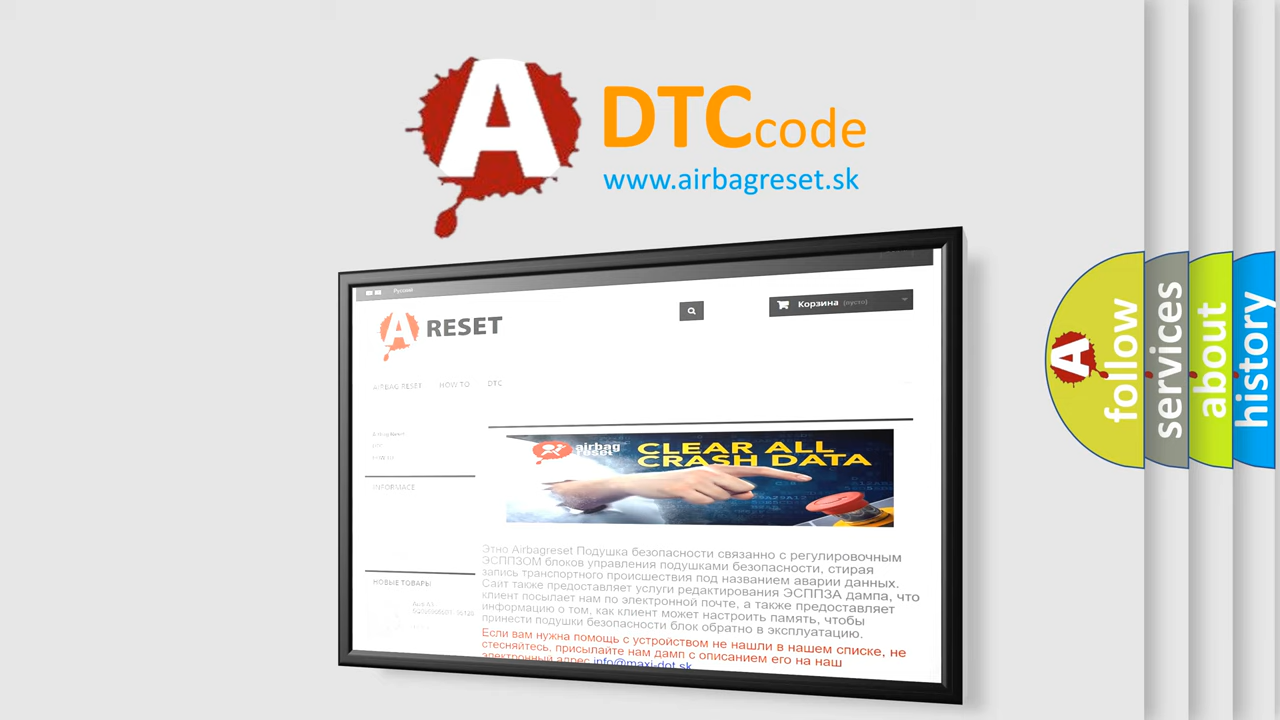 A
DTCcode
www.airbagreset.sk
Русский
A RESET
Корзина (пусто)
AIRBAG RESET HOW TO DTC
INFORMACE
НОВЫЕ ТОВАРЫ
airbag
reset
CLEAR ALL
CRASH DATA
Этно Airbagreset Подушка безопасности связанно с регулировочным
ЭСППЗОМ блоков управления подушками безопасности, стирая
запись транспортного происшествия под названием аварии данных.
Сайт также предоставляет услуги редактирования ЭСППЗА дампа, что
клиент посылает нам по электронной почте, а также предоставляет
информацию о том, как клиент может настроить память, чтобы
принести подушки безопасности блок обратно в эксплуатацию.
Если вам нужна помощь с устройством не нашли в нашем списке, не
стесняйтесь, присылайте нам дамп с описанием его на наш
электронный адрес info@maxi-dot.sk
A
follow
services
about
history